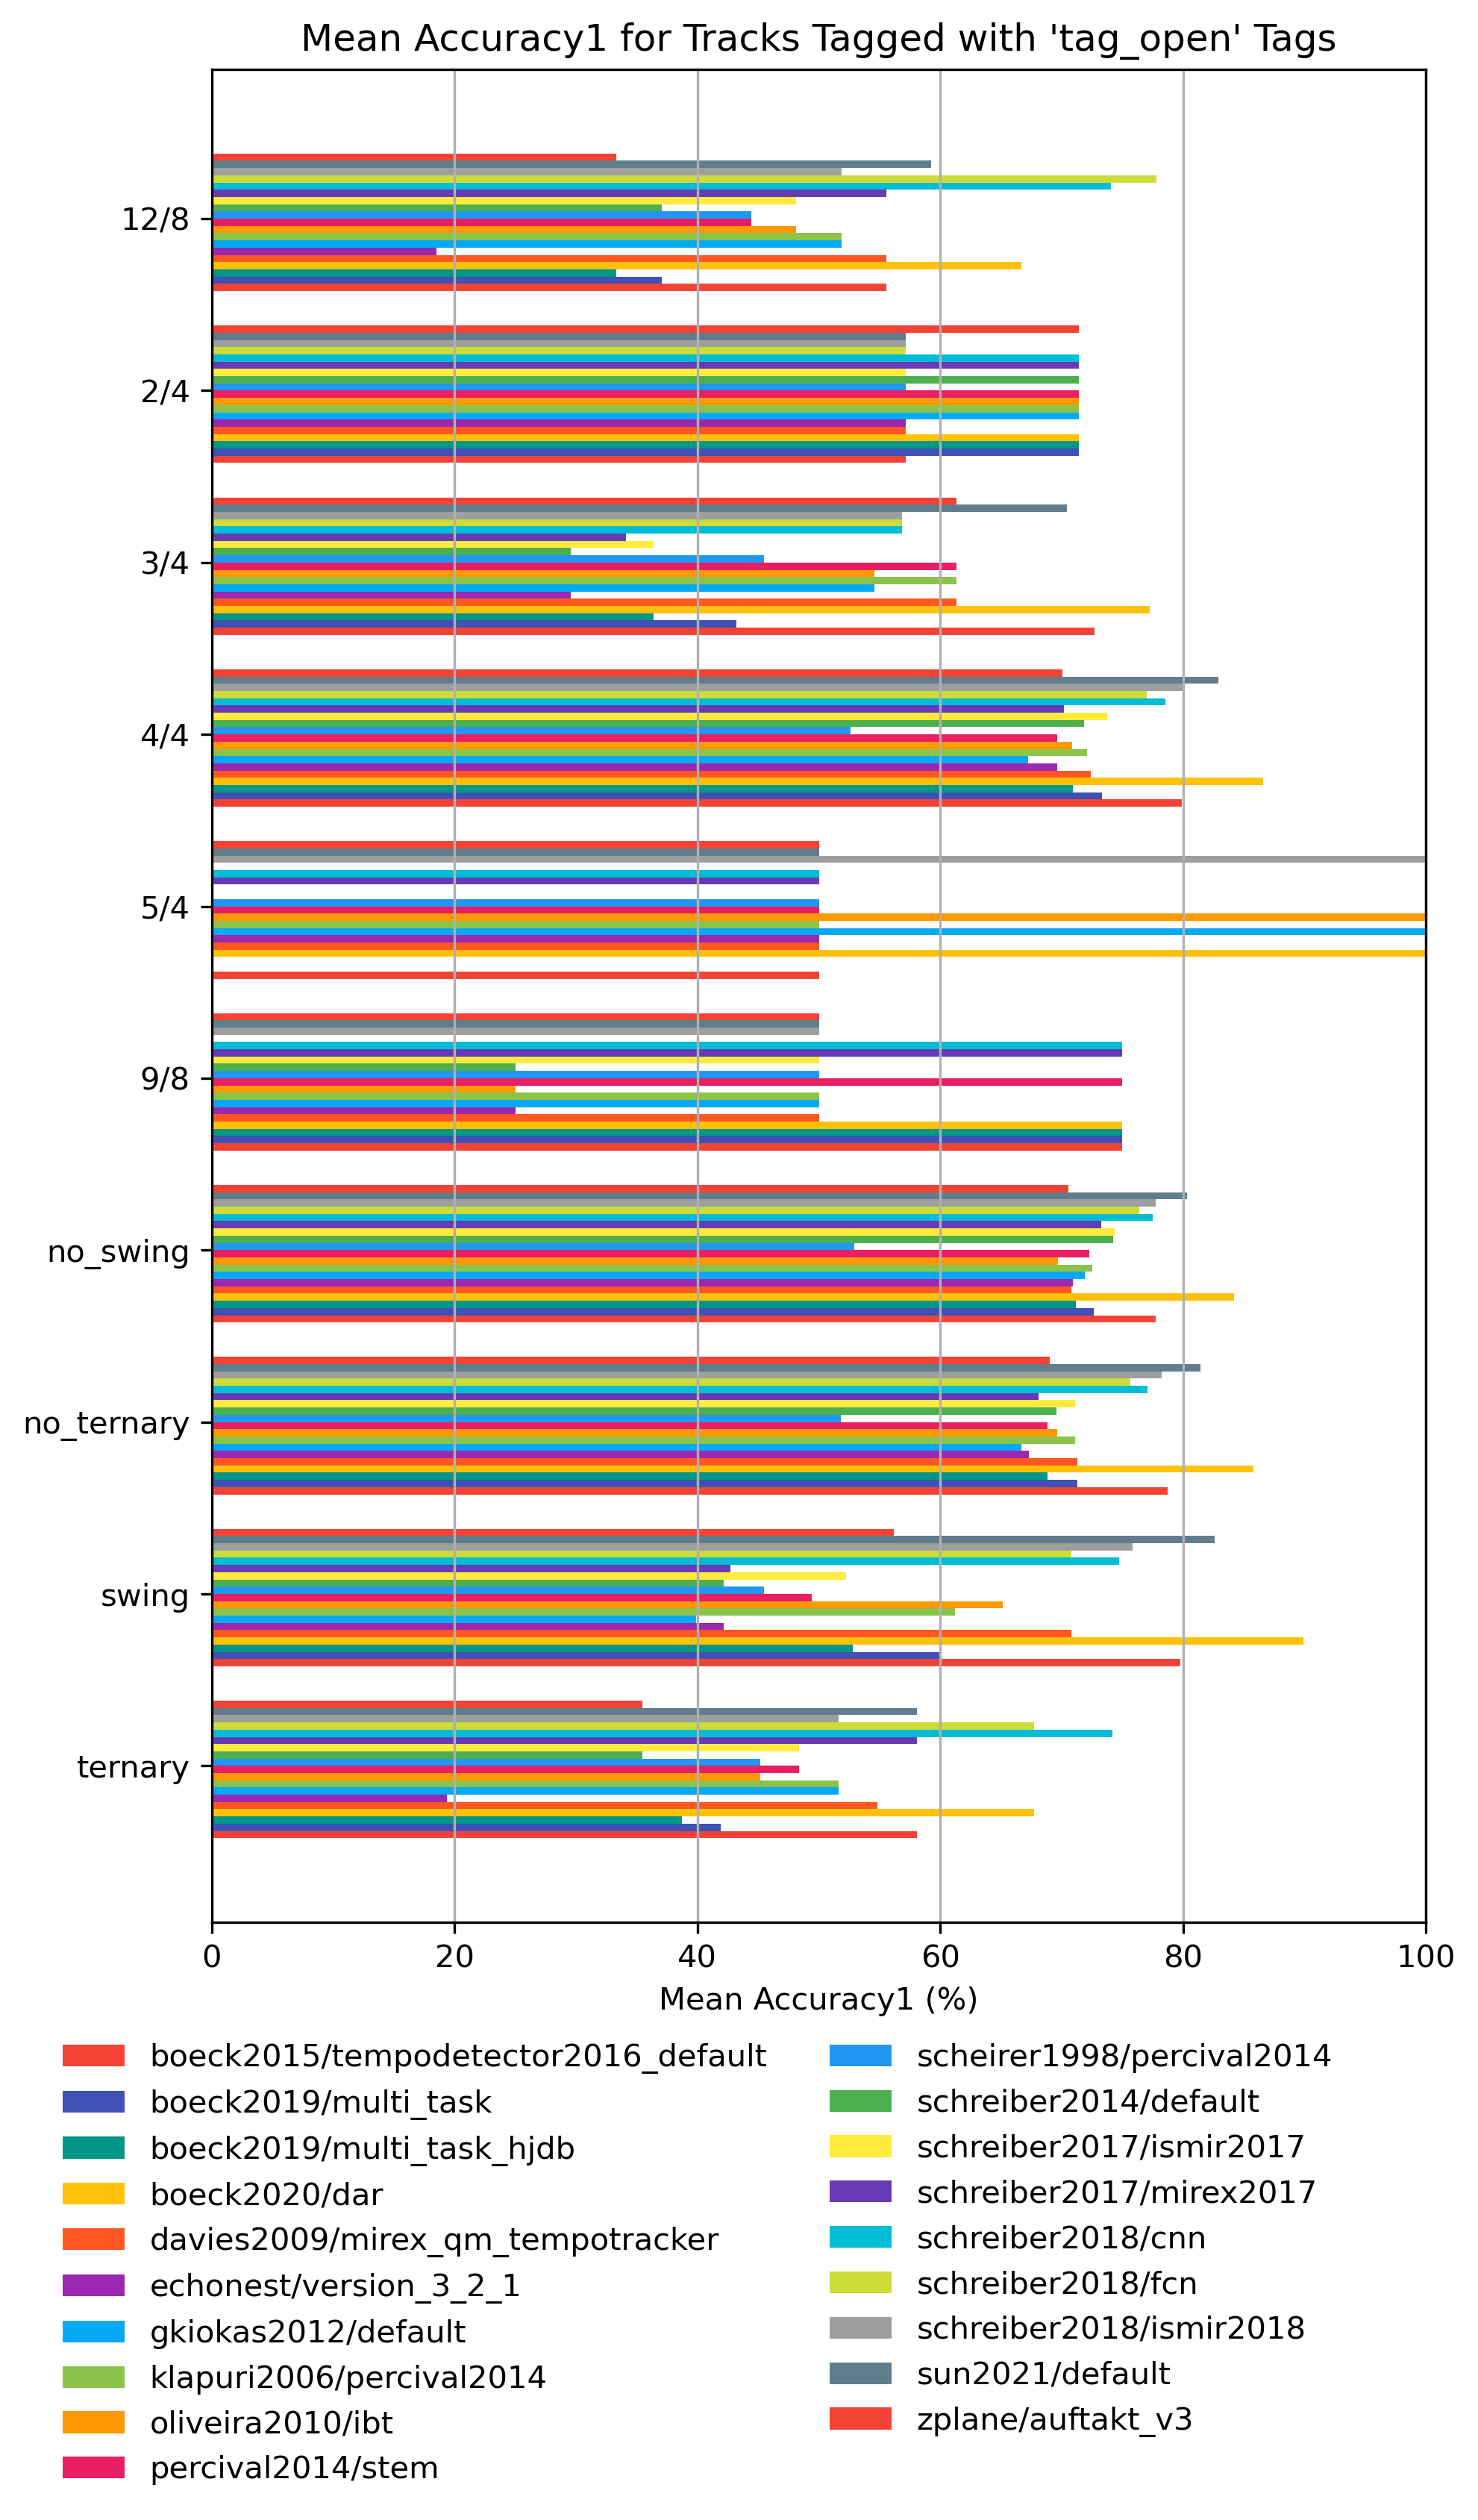 Mean Accuracy1 for Tracks Tagged with 'tag_open' Tags
12/8
2/4
3/4
4/4
5/4
9/8
no_swing
no_ternary
swing
ternary
0 20 40 60 80 100
Mean Accuracy1 (%)
boeck2015/tempodetector2016_default
boeck2019/multi_task
boeck2019/multi_task_hjdb
boeck2020/dar
davies2009/mirex_qm_tempotracker
echonest/version_3_2_1
gkiokas2012/default
klapuri2006/percival2014
oliveira2010/ibt
percival2014/stem
scheirer1998/percival2014
schreiber2014/default
schreiber2017/ismir2017
schreiber2017/mirex2017
schreiber2018/cnn
schreiber2018/fcn
schreiber2018/ismir2018
sun2021/default
zplane/auftakt_v3